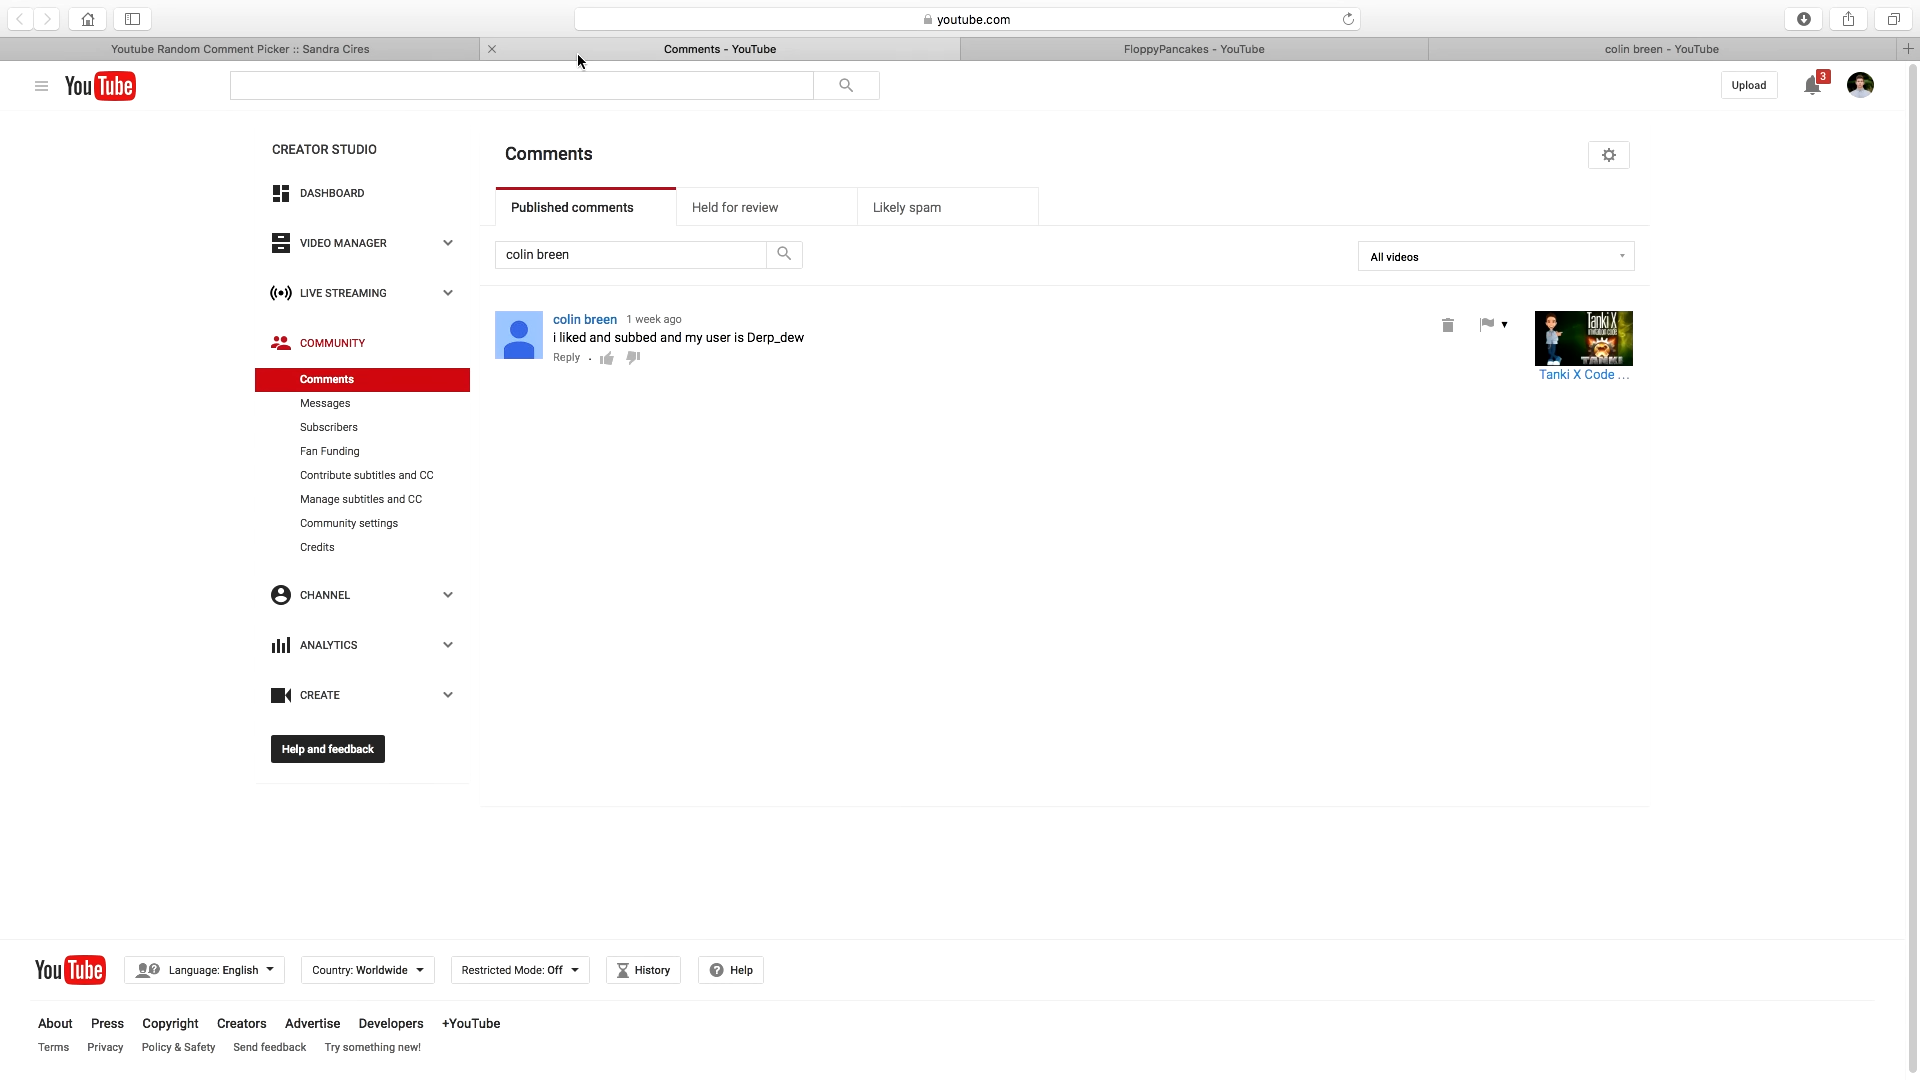 youtube.com
Youtube Random Comment Picker :: Sandra Cires
Comments - YouTube
FloppyPancakes - YouTube
colin breen - YouTube
YouTube
Upload
3
CREATOR STUDIO
DASHBOARD
VIDEO MANAGER
LIVE STREAMING
COMMUNITY
Comments
Messages
Subscribers
Fan Funding
Contribute subtitles and CC
Manage subtitles and CC
Community settings
Credits
CHANNEL
ANALYTICS
CREATE
Help and feedback
Comments
Published comments
Held for review
Likely spam
colin breen
All videos
colin breen 1 week ago
i liked and subbed and my user is Derp_dew
Reply
Tanki X
TANKI
Tanki X Code ...
YouTube
Language: English
Country: Worldwide
Restricted Mode: Off
History
Help
About Press Copyright Creators Advertise Developers +YouTube
Terms Privacy Policy & Safety Send feedback Try something new!